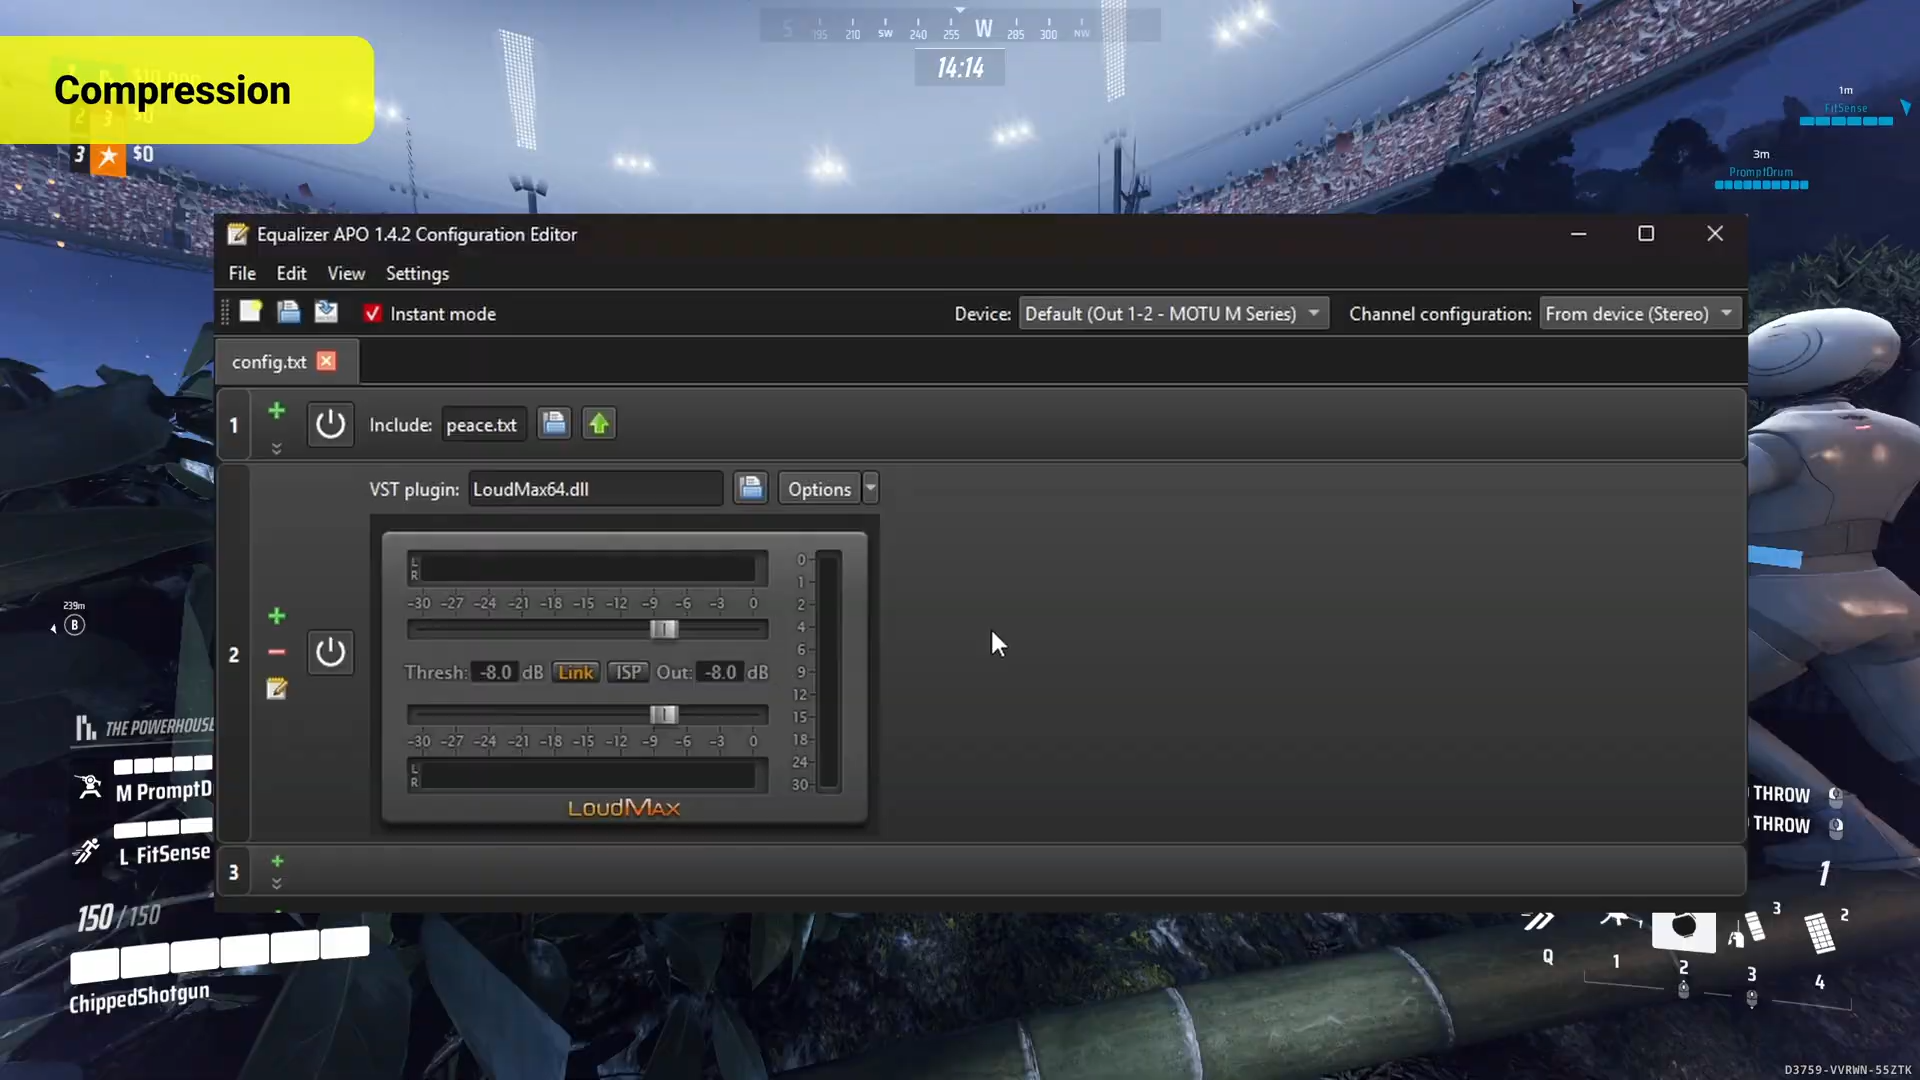 S 195 210 SW 240 255 W 285 300 NW
14:14
Compression
3 $0
1m
FitSense
3m
PromptDrum
Equalizer APO 1.4.2 Configuration Editor
File Edit View Settings
Instant mode
Device: Default (Out 1-2 - MOTU M Series)
Channel configuration: From device (Stereo)
config.txt
1 Include: peace.txt
VST plugin: LoudMax64.dll Options
2
L
R
-30 -27 -24 -21 -18 -15 -12 -9 -6 -3 0
Thresh: -8.0 dB Link ISP Out: -8.0 dB
-30 -27 -24 -21 -18 -15 -12 -9 -6 -3 0
L
R
LOUDMAX
0
1
2
4
6
9
12
15
18
24
30
3
239m
B
THE POWERHOUSE
M PromptD
L FitSense
150/150
ChippedShotgun
THROW
THROW
1
3
2
Q 1 2 3 4
D3759-VVRWN-55ZTK